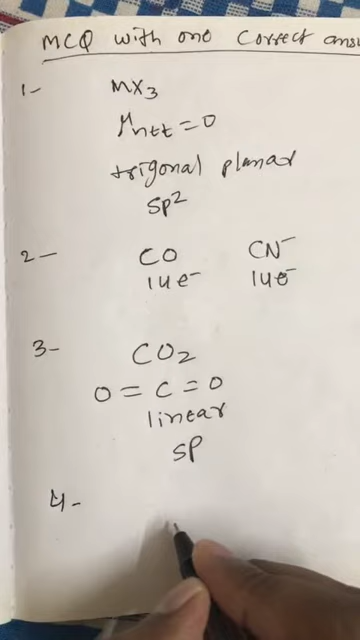 MCQ with one correct ans
1- MX₃
μnett = 0
trigonal planar
sp²
2- CO CN⁻
14e⁻ 14e⁻
3- CO₂
O = C = O
linear
sp
4-